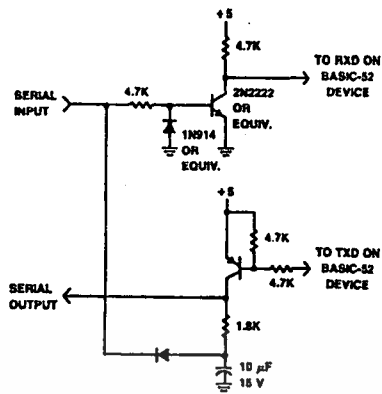 +5
4.7K
TO RXD ON
BASIC-52
DEVICE
SERIAL
INPUT
4.7K
2N2222
OR
EQUIV.
1N914
OR
EQUIV.
+5
4.7K
TO TXD ON
BASIC-52
DEVICE
4.7K
SERIAL
OUTPUT
1.8K
10 µF
15 V